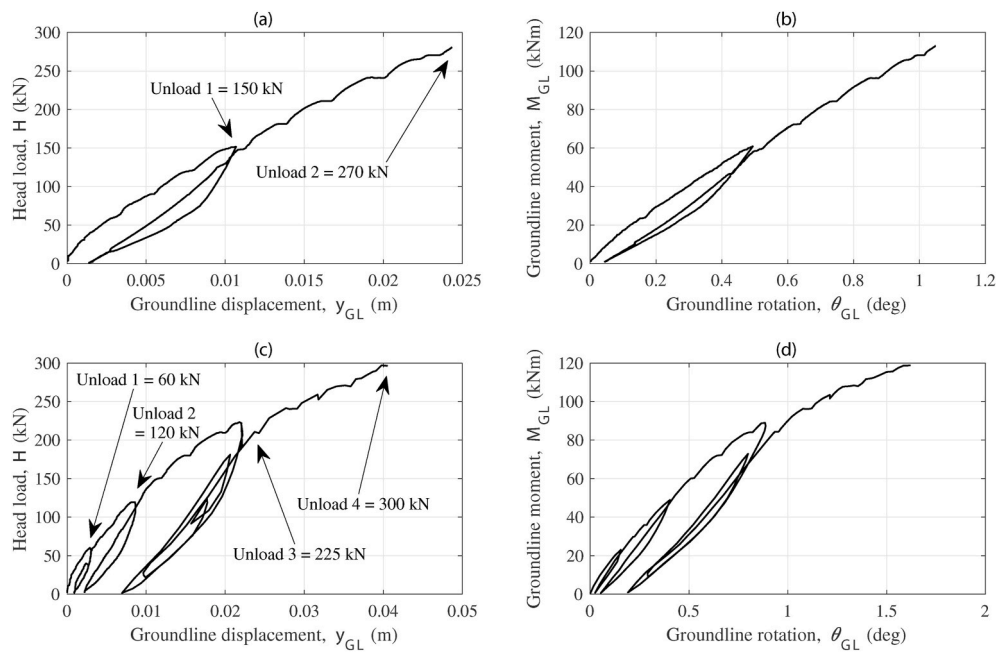 (a)
300
250
200
150
100
50
0
Head load, H (kN)
Unload 1 = 150 kN
Unload 2 = 270 kN
0
0.005
0.01
0.015
0.02
0.025
Groundline displacement, yGL (m)
(b)
120
100
80
60
40
20
0
Groundline moment, MGL (kNm)
0
0.2
0.4
0.6
0.8
1
1.2
Groundline rotation, θGL (deg)
(c)
300
250
200
150
100
50
0
Head load, H (kN)
Unload 1 = 60 kN
Unload 2
= 120 kN
Unload 4 = 300 kN
Unload 3 = 225 kN
0
0.01
0.02
0.03
0.04
0.05
Groundline displacement, yGL (m)
(d)
120
100
80
60
40
20
0
Groundline moment, MGL (kNm)
0
0.5
1
1.5
2
Groundline rotation, θGL (deg)